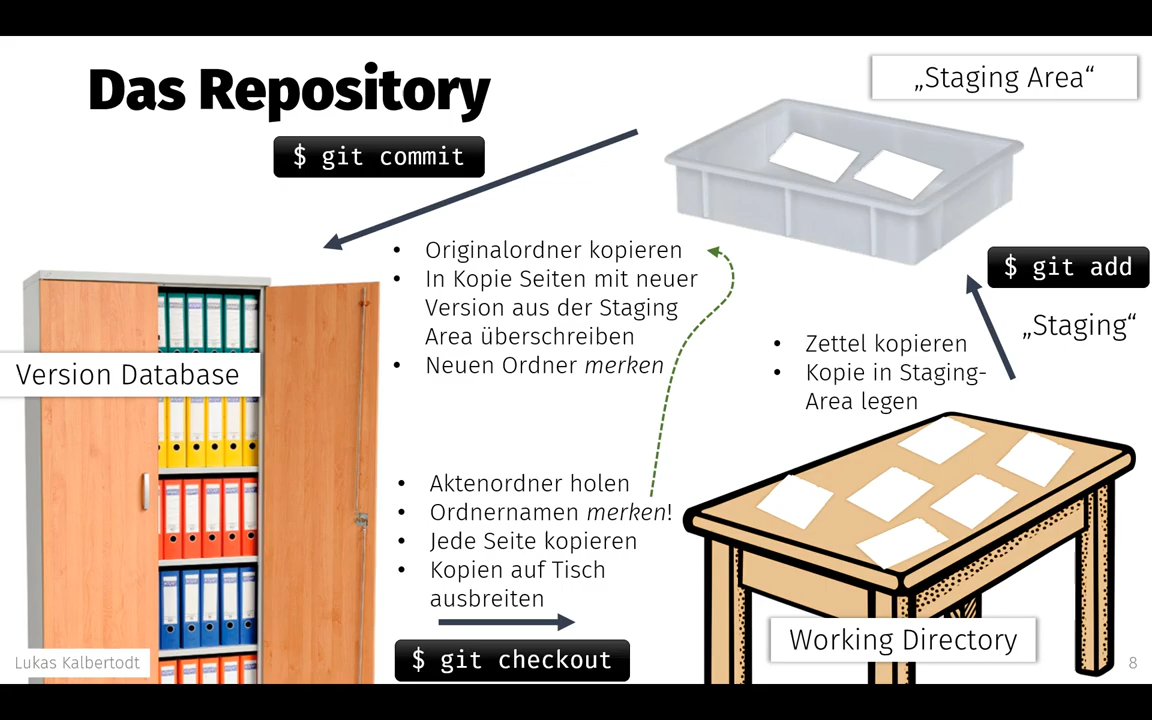 Das Repository
„Staging Area“
$ git commit
• Originalordner kopieren
• In Kopie Seiten mit neuer
Version aus der Staging
Area überschreiben
• Neuen Ordner merken
$ git add
„Staging“
• Zettel kopieren
• Kopie in Staging-
Area legen
Version Database
• Aktenordner holen
• Ordnernamen merken!
• Jede Seite kopieren
• Kopien auf Tisch
ausbreiten
$ git checkout
Working Directory
Lukas Kalbertodt
8